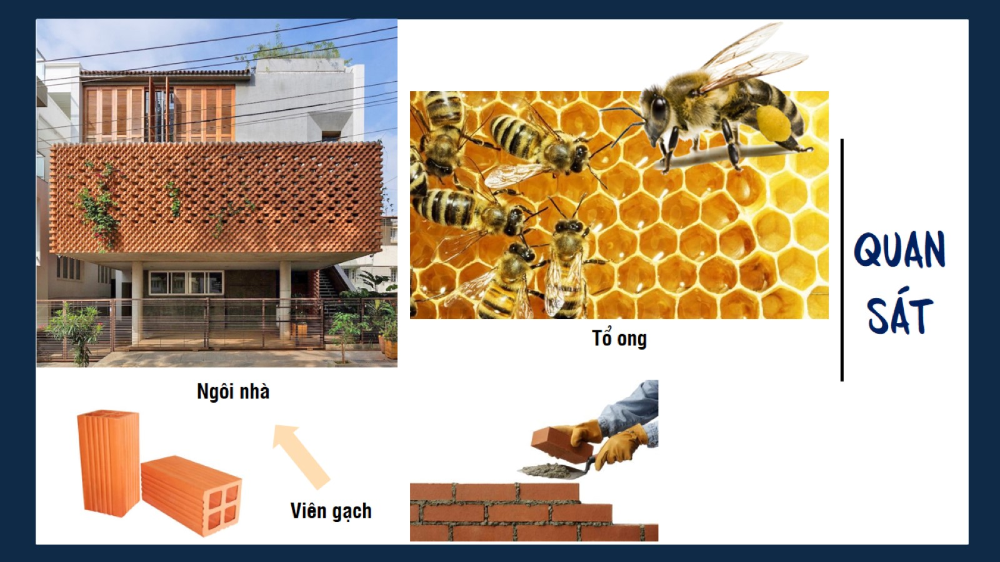 Ngôi nhà
Viên gạch
Tổ ong
QUAN
SÁT